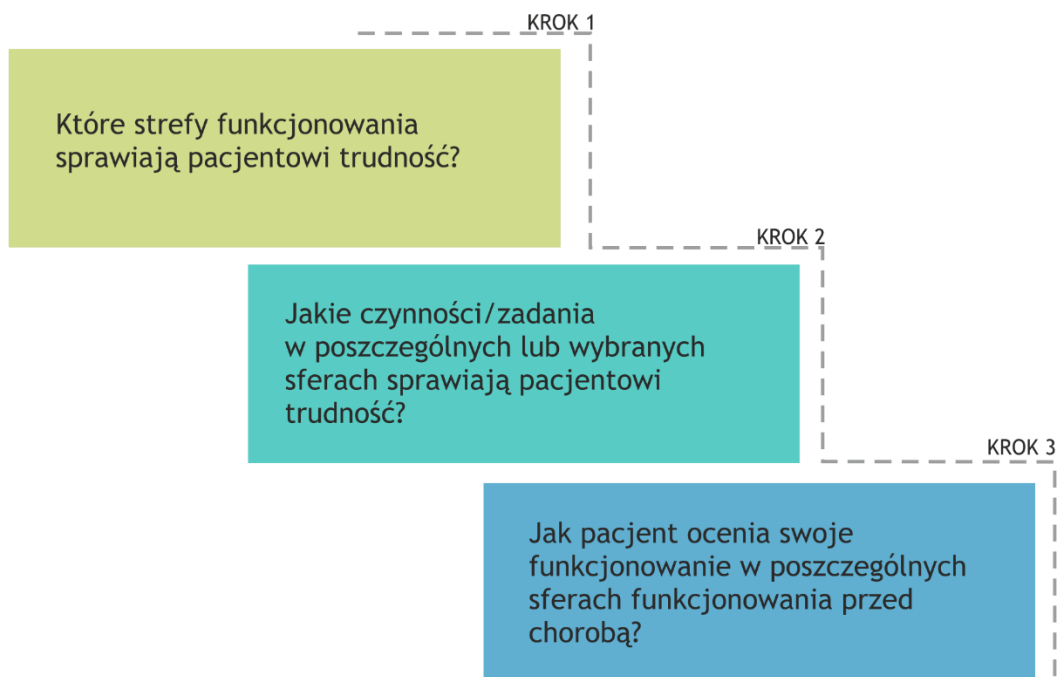 KROK 1
Które strefy funkcjonowania
sprawiają pacjentowi trudność?
KROK 2
Jakie czynności/zadania
w poszczególnych lub wybranych
sferach sprawiają pacjentowi
trudność?
KROK 3
Jak pacjent ocenia swoje
funkcjonowanie w poszczególnych
sferach funkcjonowania przed
chorobą?